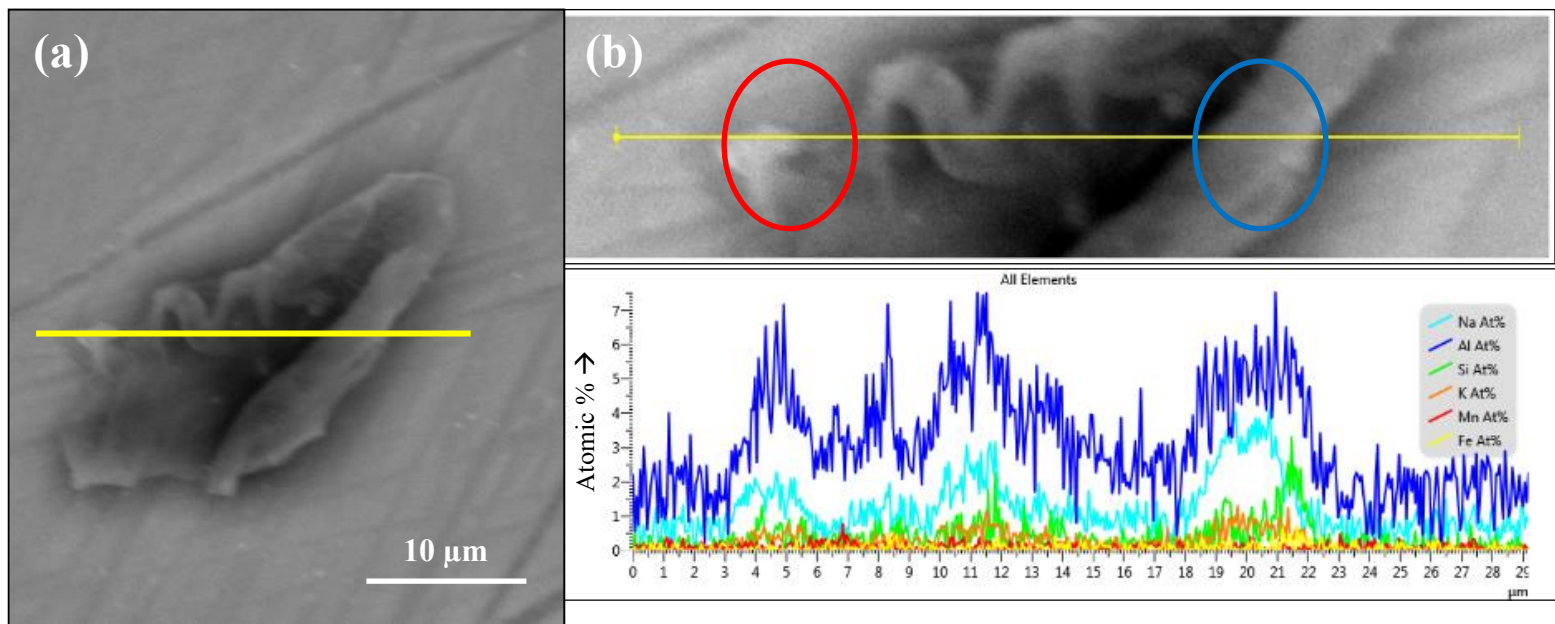 (a)
10 µm
(b)
All Elements
Atomic % →
7
6
5
4
3
2
1
0
Na At%
Al At%
Si At%
K At%
Mn At%
Fe At%
0 1 2 3 4 5 6 7 8 9 10 11 12 13 14 15 16 17 18 19 20 21 22 23 24 25 26 27 28 29
µm